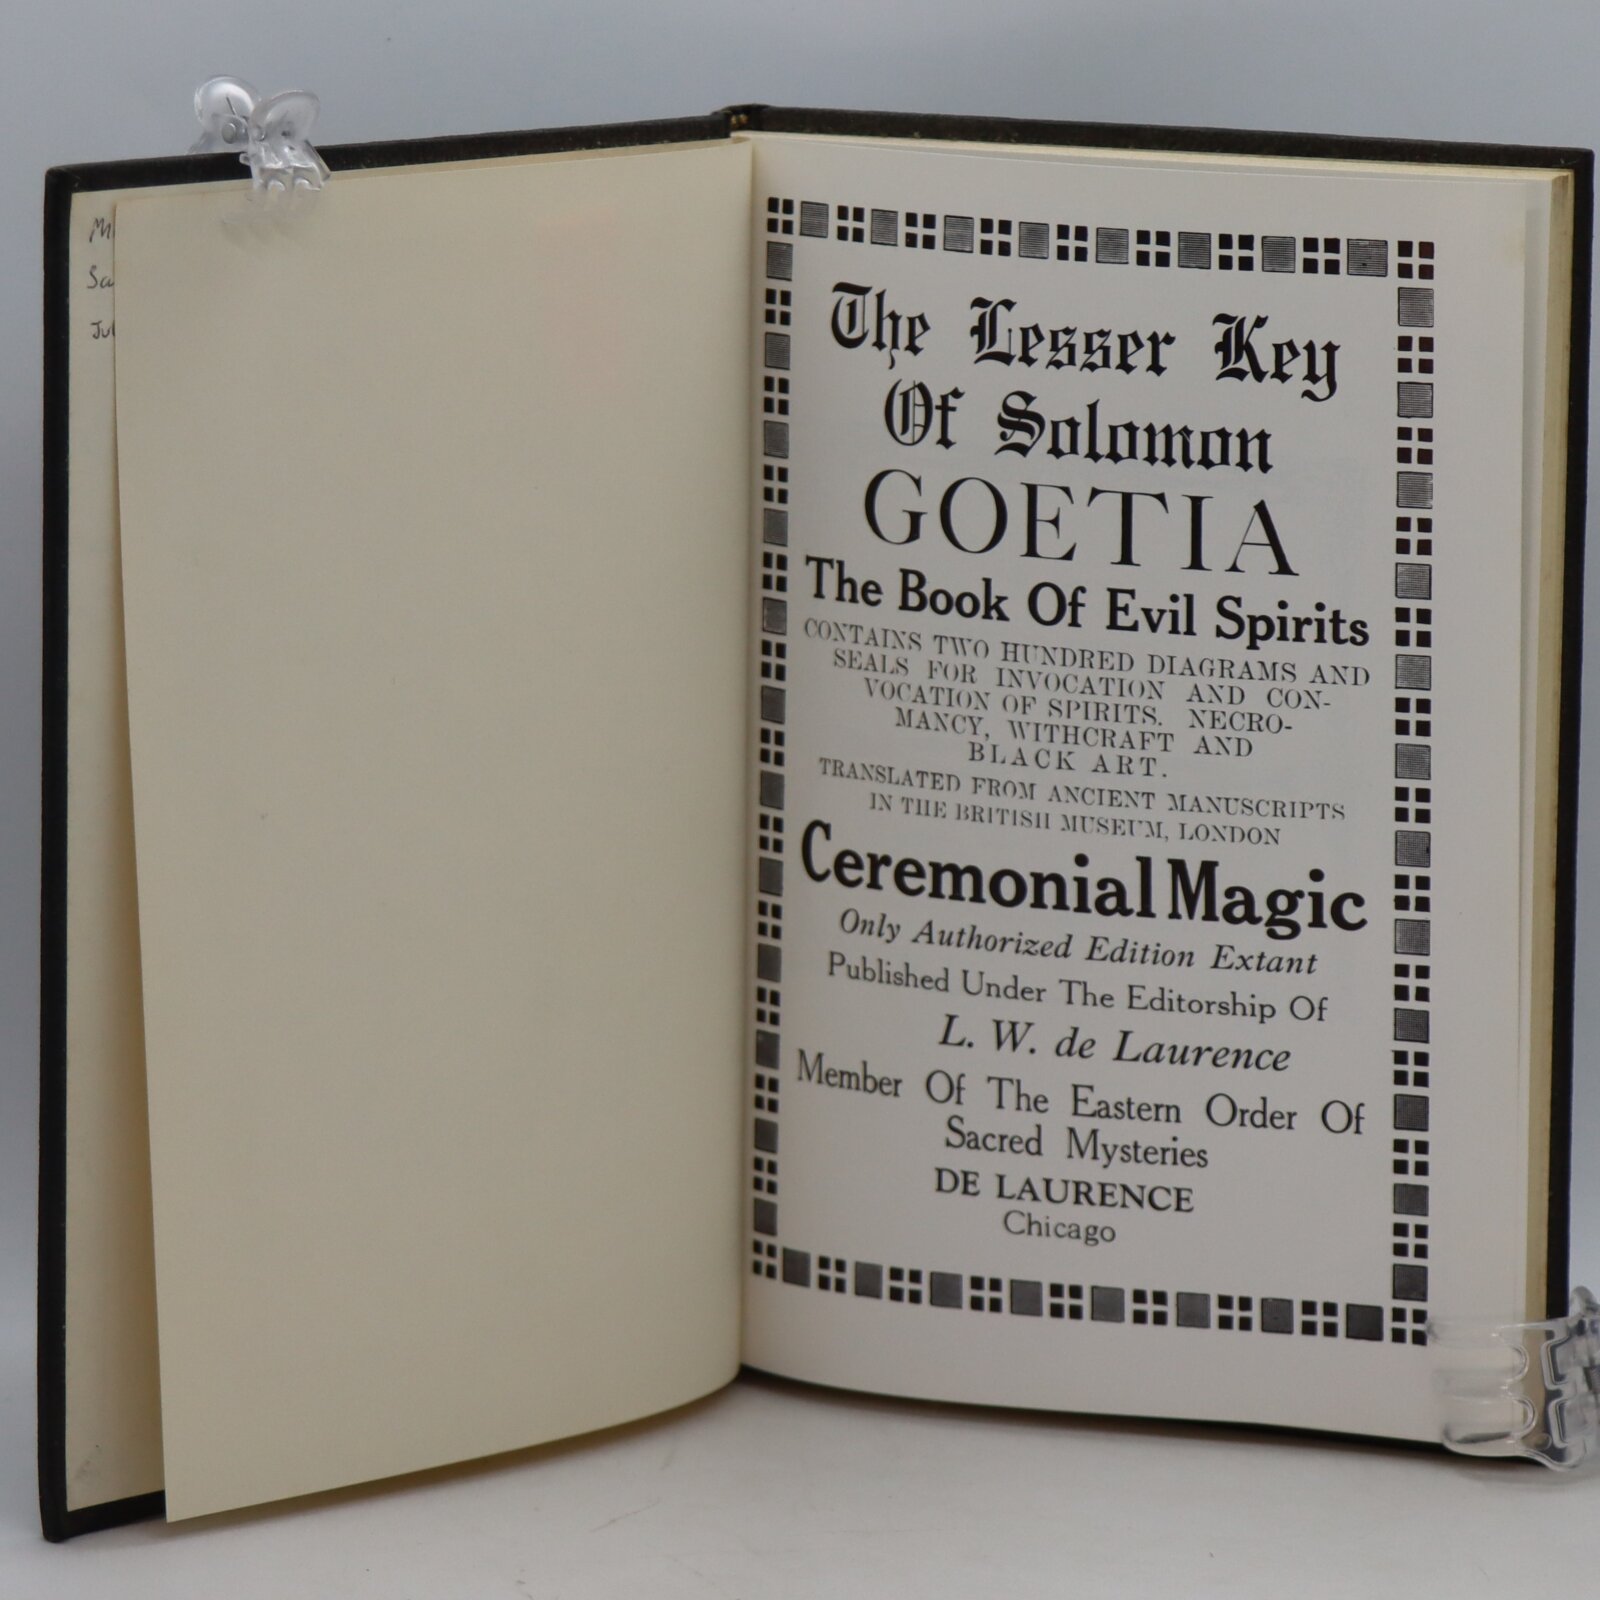 The Lesser Key
Of Solomon
GOETIA
The Book Of Evil Spirits
CONTAINS TWO HUNDRED DIAGRAMS AND
SEALS FOR INVOCATION AND CON-
VOCATION OF SPIRITS. NECRO-
MANCY, WITHCRAFT AND
BLACK ART.
TRANSLATED FROM ANCIENT MANUSCRIPTS
IN THE BRITISH MUSEUM, LONDON
Ceremonial Magic
Only Authorized Edition Extant
Published Under The Editorship Of
L. W. de Laurence
Member Of The Eastern Order Of
Sacred Mysteries
DE LAURENCE
Chicago